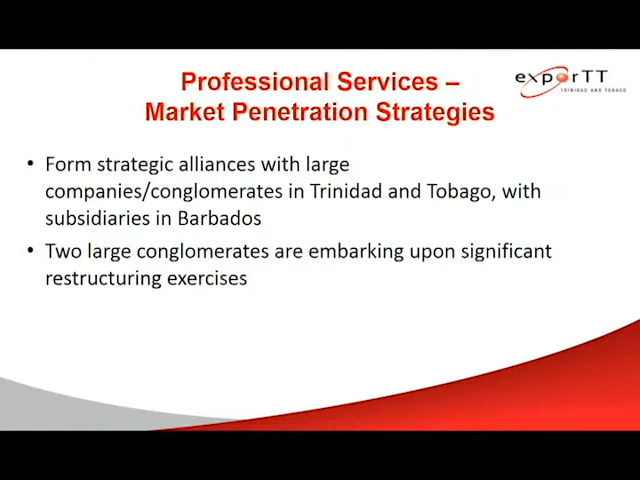 Professional Services –
Market Penetration Strategies
exporTT
TRINIDAD AND TOBAGO
• Form strategic alliances with large
companies/conglomerates in Trinidad and Tobago, with
subsidiaries in Barbados
• Two large conglomerates are embarking upon significant
restructuring exercises